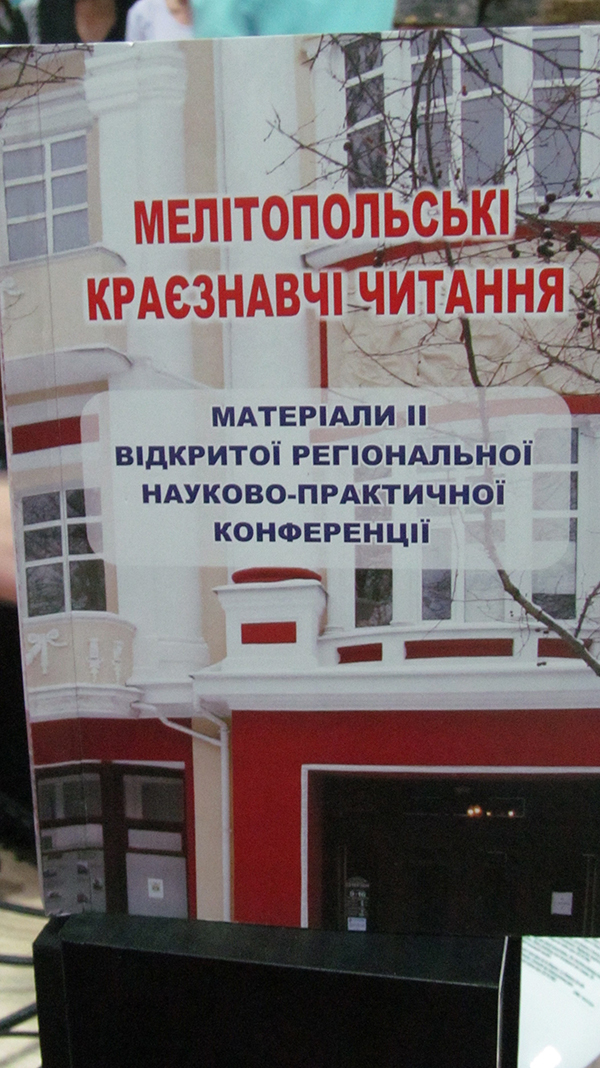 МЕЛІТОПОЛЬСЬКІ
КРАЄЗНАВЧІ ЧИТАННЯ
МАТЕРІАЛИ ІІ
ВІДКРИТОЇ РЕГІОНАЛЬНОЇ
НАУКОВО-ПРАКТИЧНОЇ
КОНФЕРЕНЦІЇ